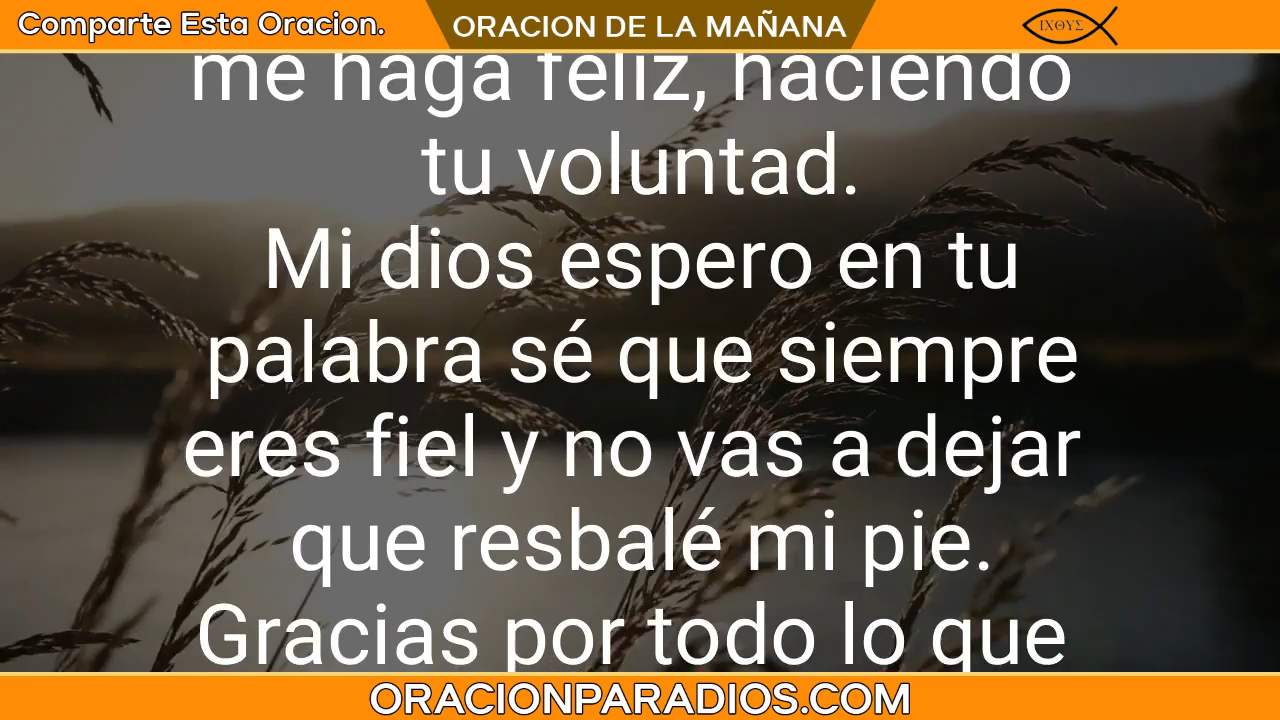 Comparte Esta Oracion.
ORACION DE LA MAÑANA
ΙΧΘΥΣ
me haga feliz, haciendo
tu voluntad.
Mi dios espero en tu
palabra sé que siempre
eres fiel y no vas a dejar
que resbalé mi pie.
Gracias por todo lo que
ORACIONPARADIOS.COM